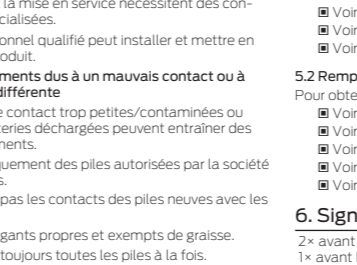 la mise en service nécessitent des con-
cialisées.
onnel qualifié peut installer et mettre en
roduit.
ments dus à un mauvais contact ou à
différente
e contact trop petites/contaminées ou
teries déchargées peuvent entraîner des
ments.
quement des piles autorisées par la société
s.
pas les contacts des piles neuves avec les
gants propres et exempts de graisse.
toujours toutes les piles à la fois.
▣ Voir
▣ Voir
▣ Voir
5.2 Remp
Pour obte
▣ Voir
▣ Voir
▣ Voir
▣ Voir
▣ Voir
6. Sign
2× avant
1× avant